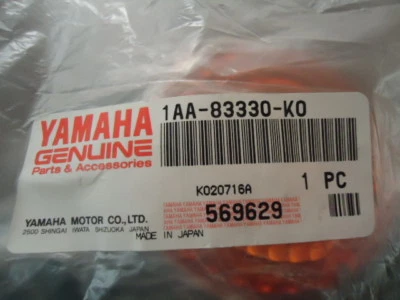 YAMAHA
GENUINE
Parts & Accessories
1AA-83330-K0
K020716A
1 PC
569629
YAMAHA MOTOR CO.,LTD.
2500 SHINGAI IWATA SHIZUOKA JAPAN
MADE IN JAPAN